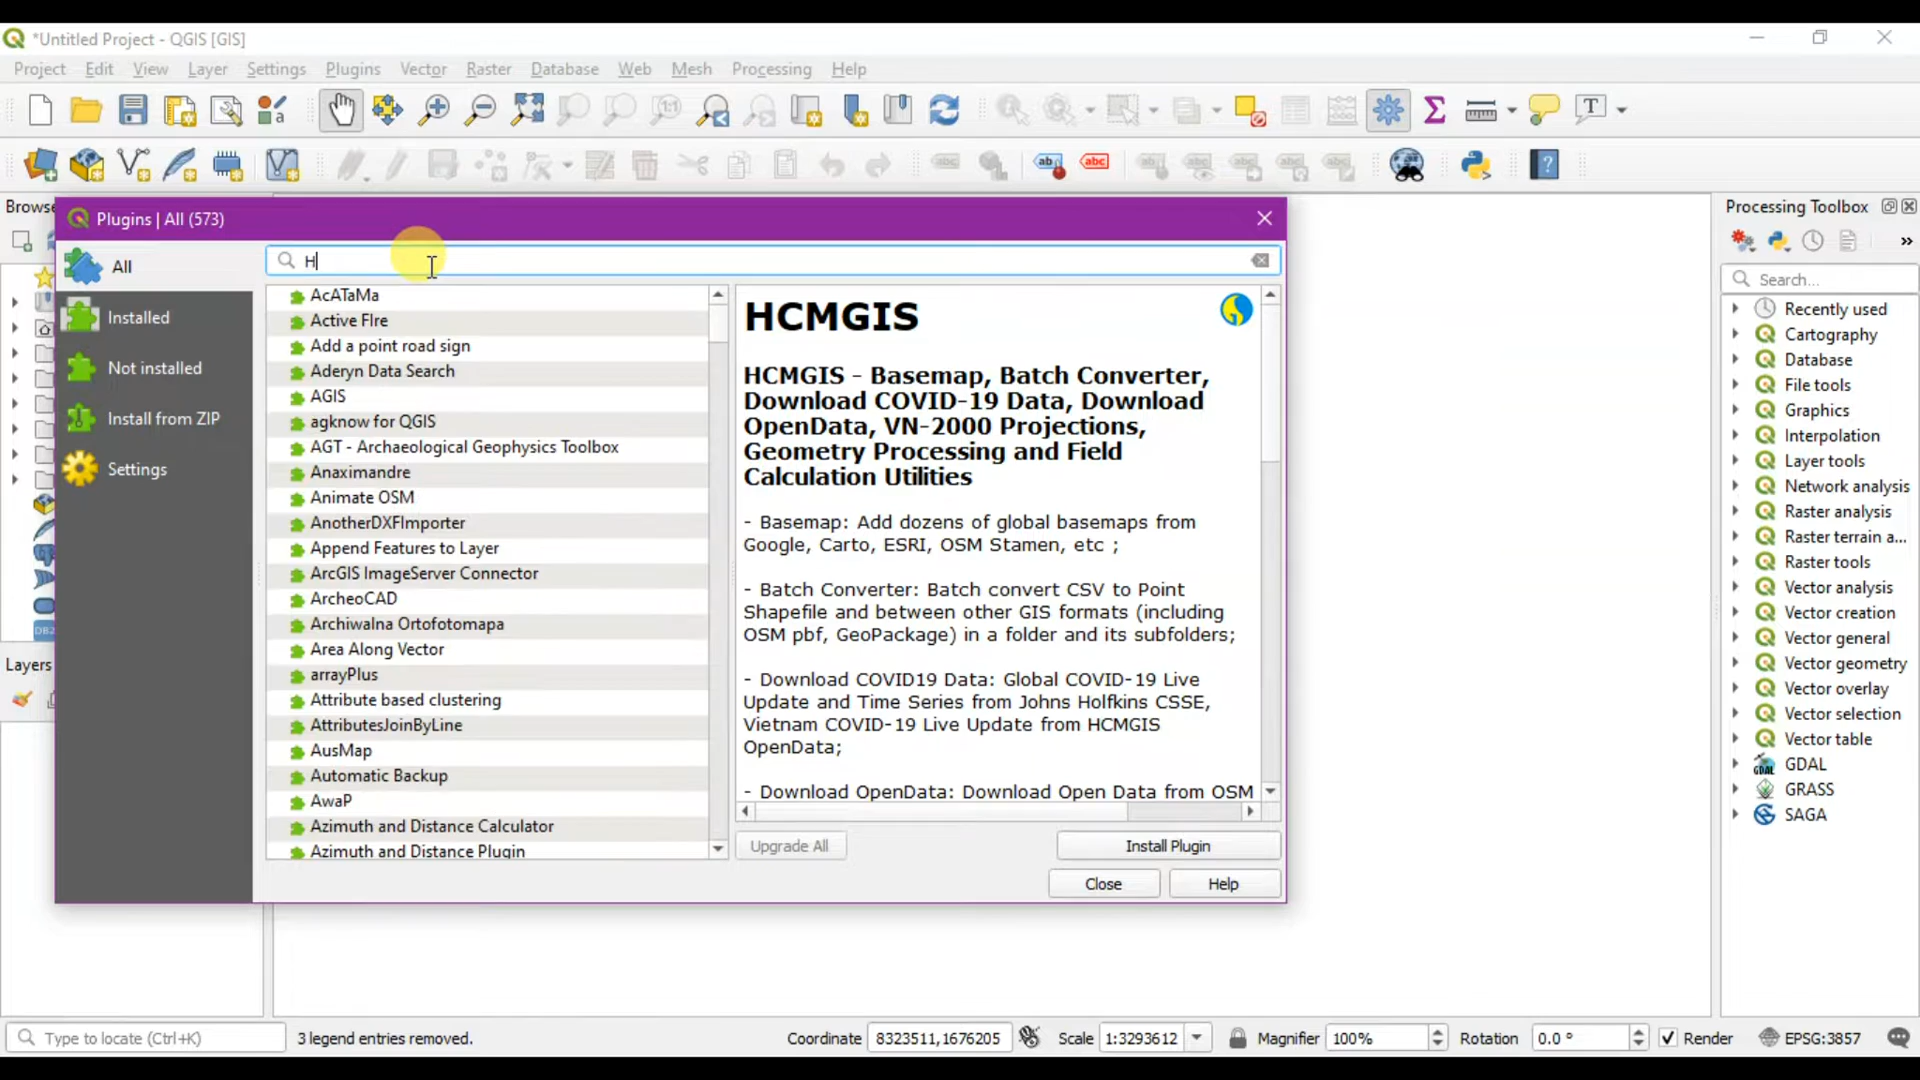 *Untitled Project - QGIS [GIS]
Project Edit View Layer Settings Plugins Vector Raster Database Web Mesh Processing Help
Plugins | All (573)
Browse
Processing Toolbox
All
H
Search...
Installed
Not installed
Install from ZIP
Settings
AcATaMa
Active FIre
Add a point road sign
Aderyn Data Search
AGIS
agknow for QGIS
AGT - Archaeological Geophysics Toolbox
Anaximandre
Animate OSM
AnotherDXFImporter
Append Features to Layer
ArcGIS ImageServer Connector
ArcheoCAD
Archiwalna Ortofotomapa
Area Along Vector
arrayPlus
Attribute based clustering
AttributesJoinByLine
AusMap
Automatic Backup
AwaP
Azimuth and Distance Calculator
Azimuth and Distance Plugin
HCMGIS
HCMGIS - Basemap, Batch Converter,
Download COVID-19 Data, Download
OpenData, VN-2000 Projections,
Geometry Processing and Field
Calculation Utilities
- Basemap: Add dozens of global basemaps from
Google, Carto, ESRI, OSM Stamen, etc ;
- Batch Converter: Batch convert CSV to Point
Shapefile and between other GIS formats (including
OSM pbf, GeoPackage) in a folder and its subfolders;
- Download COVID19 Data: Global COVID-19 Live
Update and Time Series from Johns Holfkins CSSE,
Vietnam COVID-19 Live Update from HCMGIS
OpenData;
- Download OpenData: Download Open Data from OSM
Upgrade All
Install Plugin
Close
Help
Recently used
Cartography
Database
File tools
Graphics
Interpolation
Layer tools
Network analysis
Raster analysis
Raster terrain a...
Raster tools
Vector analysis
Vector creation
Vector general
Vector geometry
Vector overlay
Vector selection
Vector table
GDAL
GRASS
SAGA
Layers
Type to locate (Ctrl+K) 3 legend entries removed. Coordinate 8323511,1676205 Scale 1:3293612 Magnifier 100% Rotation 0.0 ° Render EPSG:3857